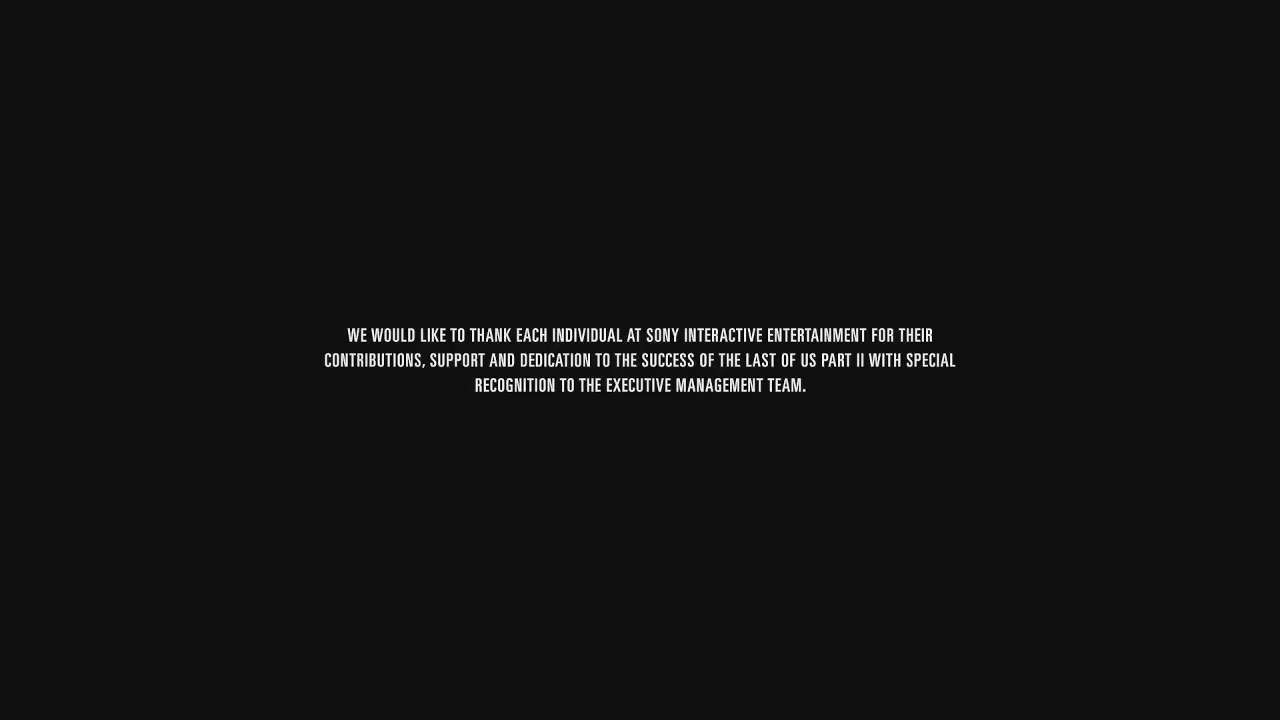 WE WOULD LIKE TO THANK EACH INDIVIDUAL AT SONY INTERACTIVE ENTERTAINMENT FOR THEIR
CONTRIBUTIONS, SUPPORT AND DEDICATION TO THE SUCCESS OF THE LAST OF US PART II WITH SPECIAL
RECOGNITION TO THE EXECUTIVE MANAGEMENT TEAM.